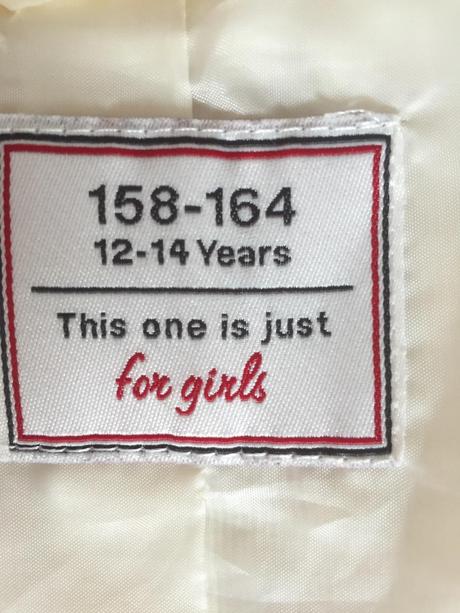 158-164
12-14 Years
This one is just
for girls